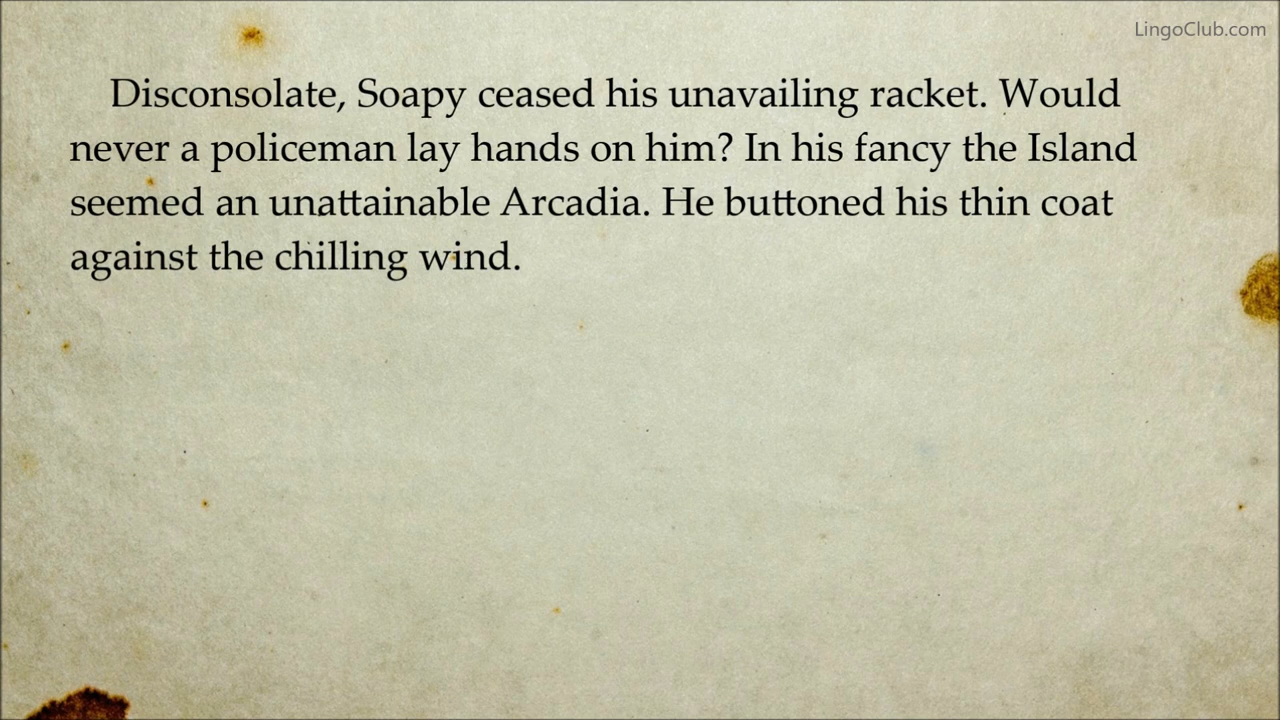 LingoClub.com
Disconsolate, Soapy ceased his unavailing racket. Would
never a policeman lay hands on him? In his fancy the Island
seemed an unattainable Arcadia. He buttoned his thin coat
against the chilling wind.